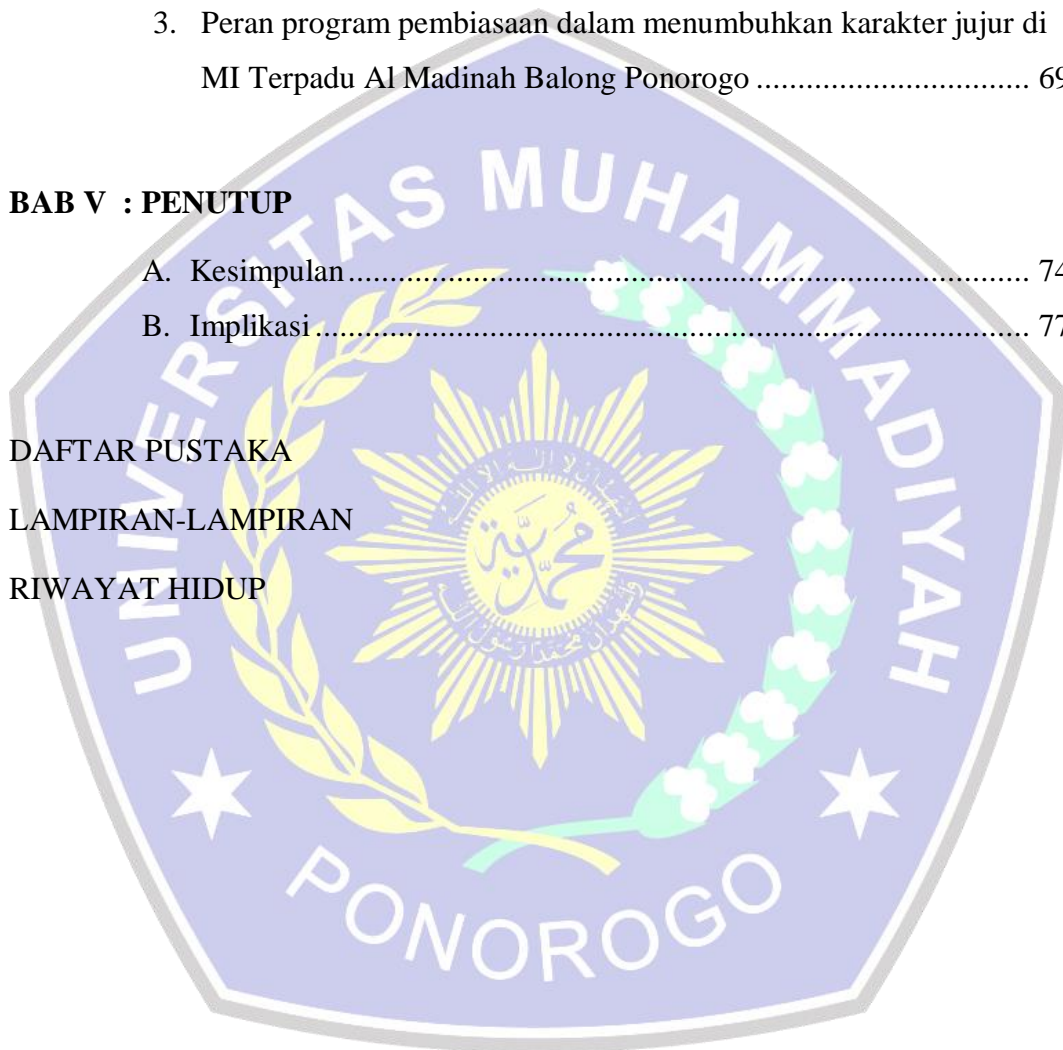 3. Peran program pembiasaan dalam menumbuhkan karakter jujur di
MI Terpadu Al Madinah Balong Ponorogo ............................... 69
BAB V : PENUTUP
A. Kesimpulan..................................................................... 74
B. Implikasi ........................................................................ 77
DAFTAR PUSTAKA
LAMPIRAN-LAMPIRAN
RIWAYAT HIDUP
UNIVERSITAS MUHAMMADIYAH
PONOROGO
محمدية